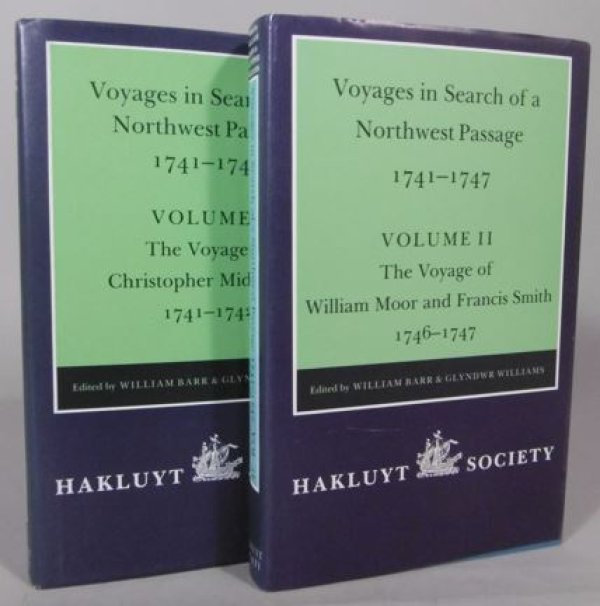 Voyages in Sear
Northwest Pa
1741–174
VOLUME
The Voyage
Christopher Mid
1741–1742
Edited by WILLIAM BARR & GLYN
HAKLUYT
Voyages in Search of a
Northwest Passage
1741–1747
VOLUME II
The Voyage of
William Moor and Francis Smith
1746–1747
Edited by WILLIAM BARR & GLYNDWR WILLIAMS
HAKLUYT SOCIETY